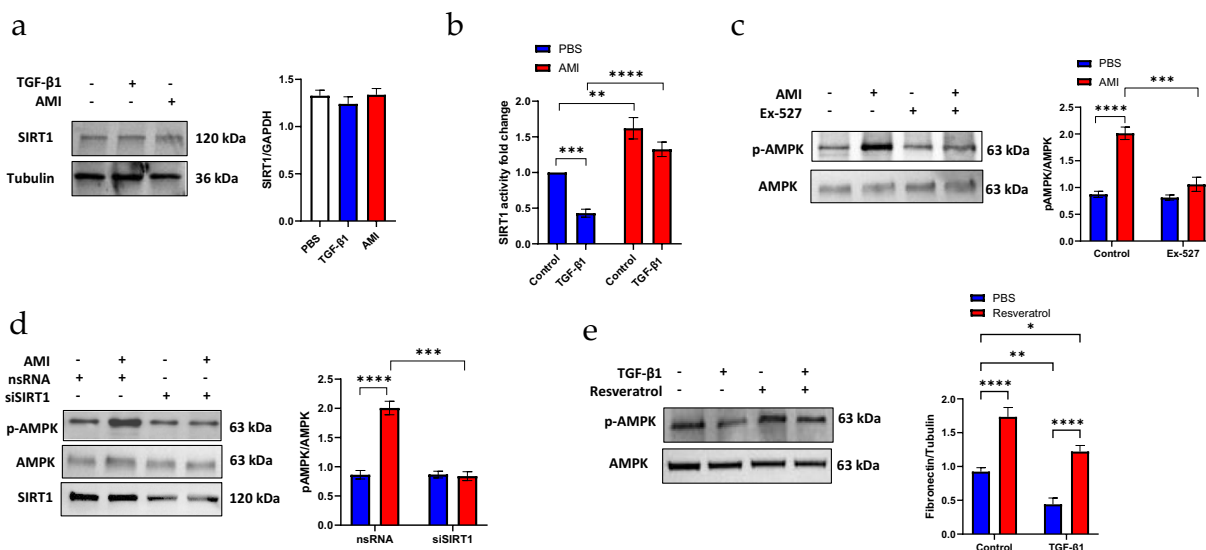 a
TGF-β1 - + -
AMI - - +
SIRT1 120 kDa
Tubulin 36 kDa
SIRT1/GAPDH
1.5
1.0
0.5
0.0
PBS
TGF-β1
AMI
b
PBS
AMI
SIRT1 activity fold change
2.0
1.5
1.0
0.5
0.0
****
**
***
Control
TGF-β1
Control
TGF-β1
c
AMI - + - +
Ex-527 - - + +
p-AMPK 63 kDa
AMPK 63 kDa
PBS
AMI
pAMPK/AMPK
2.5
2.0
1.5
1.0
0.5
0.0
***
****
Control Ex-527
d
AMI - + - +
nsRNA + + - -
siSIRT1 - - + +
p-AMPK 63 kDa
AMPK 63 kDa
SIRT1 120 kDa
pAMPK/AMPK
2.5
2.0
1.5
1.0
0.5
0.0
***
****
nsRNA siSIRT1
e
TGF-β1 - + - +
Resveratrol - - + +
p-AMPK 63 kDa
AMPK 63 kDa
PBS
Resveratrol
Fibronectin/Tubulin
2.0
1.5
1.0
0.5
0.0
*
**
****
****
Control TGF-β1